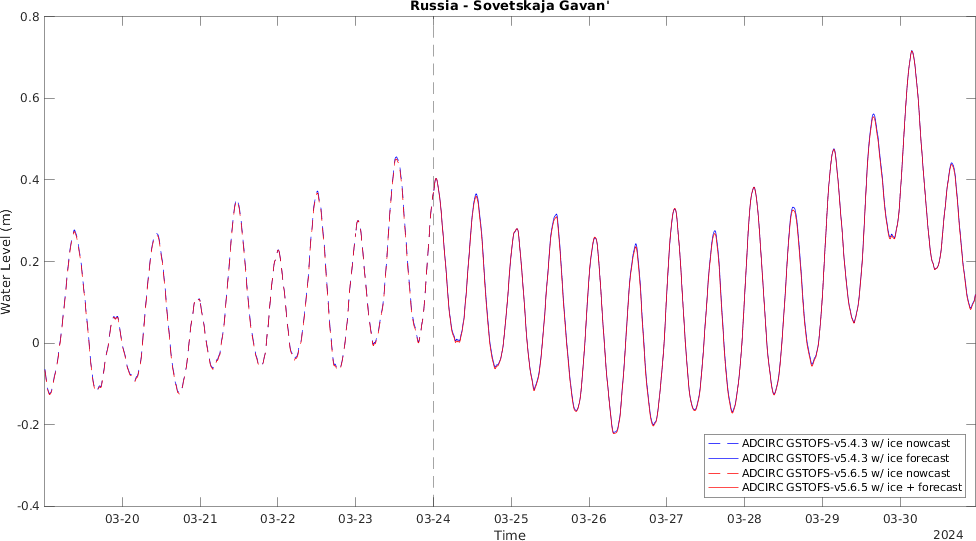 Russia - Sovetskaja Gavan'
Water Level (m)
0.8
0.6
0.4
0.2
0
-0.2
-0.4
ADCIRC GSTOFS-v5.4.3 w/ ice nowcast
ADCIRC GSTOFS-v5.4.3 w/ ice forecast
ADCIRC GSTOFS-v5.6.5 w/ ice nowcast
ADCIRC GSTOFS-v5.6.5 w/ ice + forecast
03-20 03-21 03-22 03-23 03-24 03-25 03-26 03-27 03-28 03-29 03-30
Time
2024